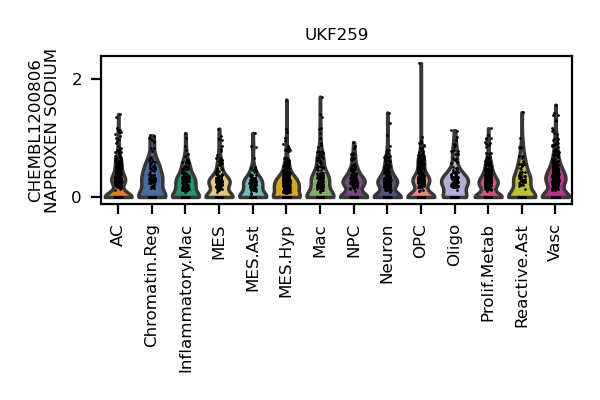 UKF259
CHEMBL1200806
NAPROXEN SODIUM
2
0
AC
Chromatin.Reg
Inflammatory.Mac
MES
MES.Ast
MES.Hyp
Mac
NPC
Neuron
OPC
Oligo
Prolif.Metab
Reactive.Ast
Vasc